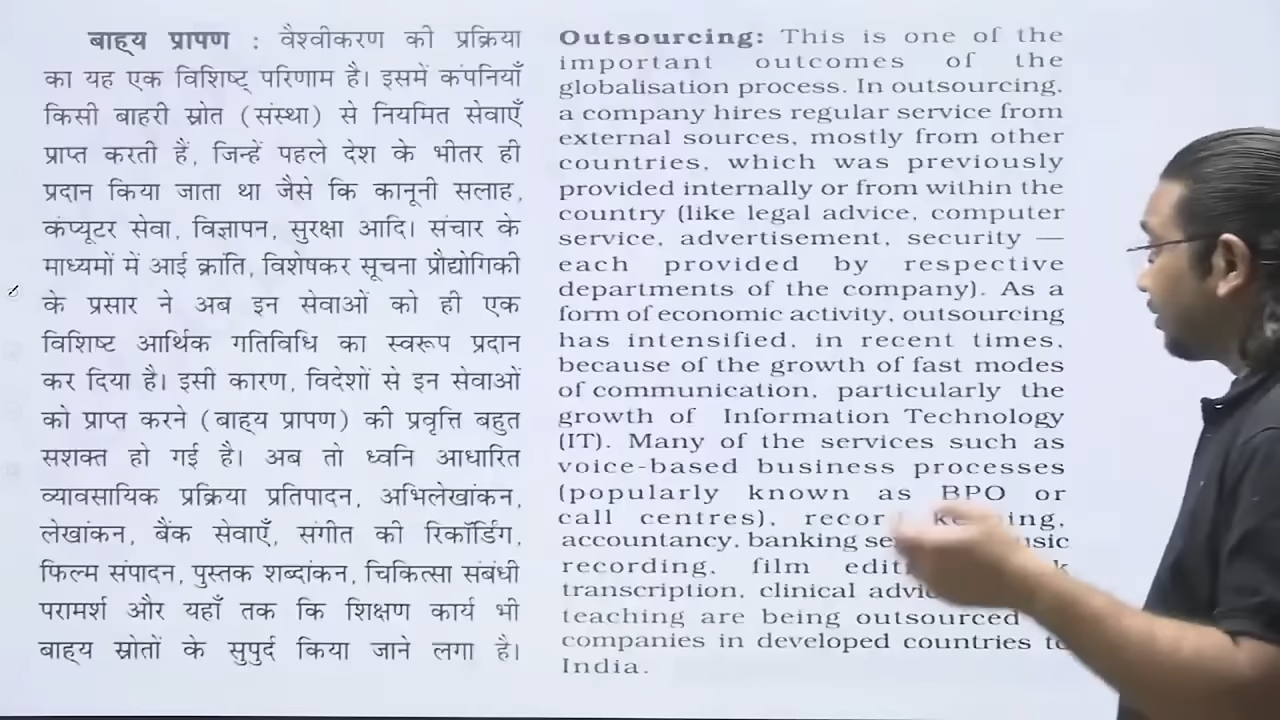 बाह्य प्रापण : वैश्वीकरण की प्रक्रिया
का यह एक विशिष्ट् परिणाम है। इसमें कंपनियाँ
किसी बाहरी स्रोत (संस्था) से नियमित सेवाएँ
प्राप्त करती हैं, जिन्हें पहले देश के भीतर ही
प्रदान किया जाता था जैसे कि कानूनी सलाह,
कंप्यूटर सेवा, विज्ञापन, सुरक्षा आदि। संचार के
माध्यमों में आई क्रांति, विशेषकर सूचना प्रौद्योगिकी
के प्रसार ने अब इन सेवाओं को ही एक
विशिष्ट आर्थिक गतिविधि का स्वरूप प्रदान
कर दिया है। इसी कारण, विदेशों से इन सेवाओं
को प्राप्त करने (बाह्य प्रापण) की प्रवृत्ति बहुत
सशक्त हो गई है। अब तो ध्वनि आधारित
व्यावसायिक प्रक्रिया प्रतिपादन, अभिलेखांकन,
लेखांकन, बैंक सेवाएँ, संगीत की रिकॉर्डिंग,
फिल्म संपादन, पुस्तक शब्दांकन, चिकित्सा संबंधी
परामर्श और यहाँ तक कि शिक्षण कार्य भी
बाह्य स्रोतों के सुपुर्द किया जाने लगा है।
Outsourcing: This is one of the
important outcomes of the
globalisation process. In outsourcing,
a company hires regular service from
external sources, mostly from other
countries, which was previously
provided internally or from within the
country (like legal advice, computer
service, advertisement, security —
each provided by respective
departments of the company). As a
form of economic activity, outsourcing
has intensified, in recent times,
because of the growth of fast modes
of communication, particularly the
growth of Information Technology
(IT). Many of the services such as
voice-based business processes
(popularly known as BPO or
call centres), record keeping,
accountancy, banking
recording, film
transcription, clinical
teaching are being outsourced
companies in developed countries to
India.